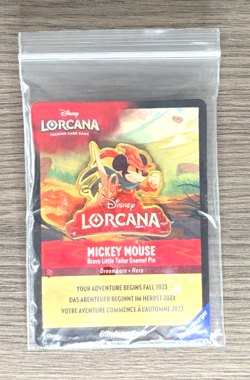 Disney
LORCANA
TRADING CARD GAME
Disney
LORCANA
MICKEY MOUSE
Brave Little Tailor Enamel Pin
Dreamborn • Hero
YOUR ADVENTURE BEGINS FALL 2023
DAS ABENTEUER BEGINNT IM HERBST 2023
VOTRE AVENTURE COMMENCE À L'AUTOMNE 2023